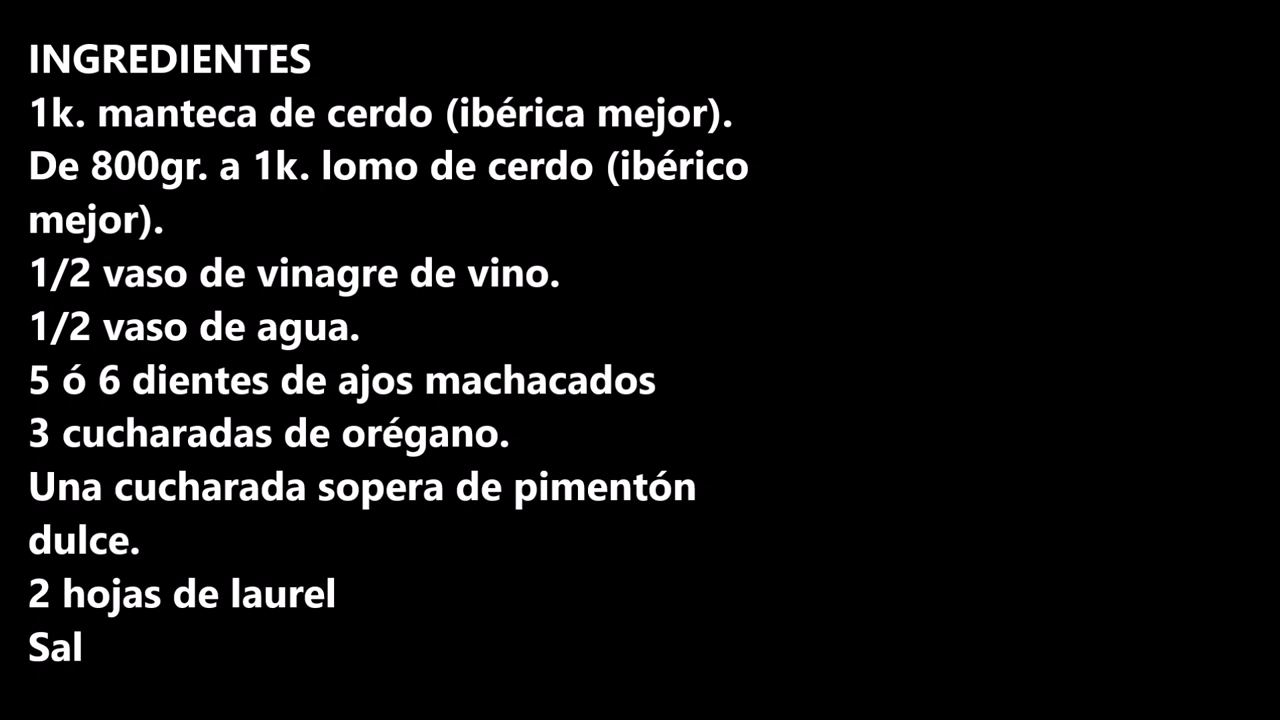 INGREDIENTES
1k. manteca de cerdo (ibérica mejor).
De 800gr. a 1k. lomo de cerdo (ibérico
mejor).
1/2 vaso de vinagre de vino.
1/2 vaso de agua.
5 ó 6 dientes de ajos machacados
3 cucharadas de orégano.
Una cucharada sopera de pimentón
dulce.
2 hojas de laurel
Sal